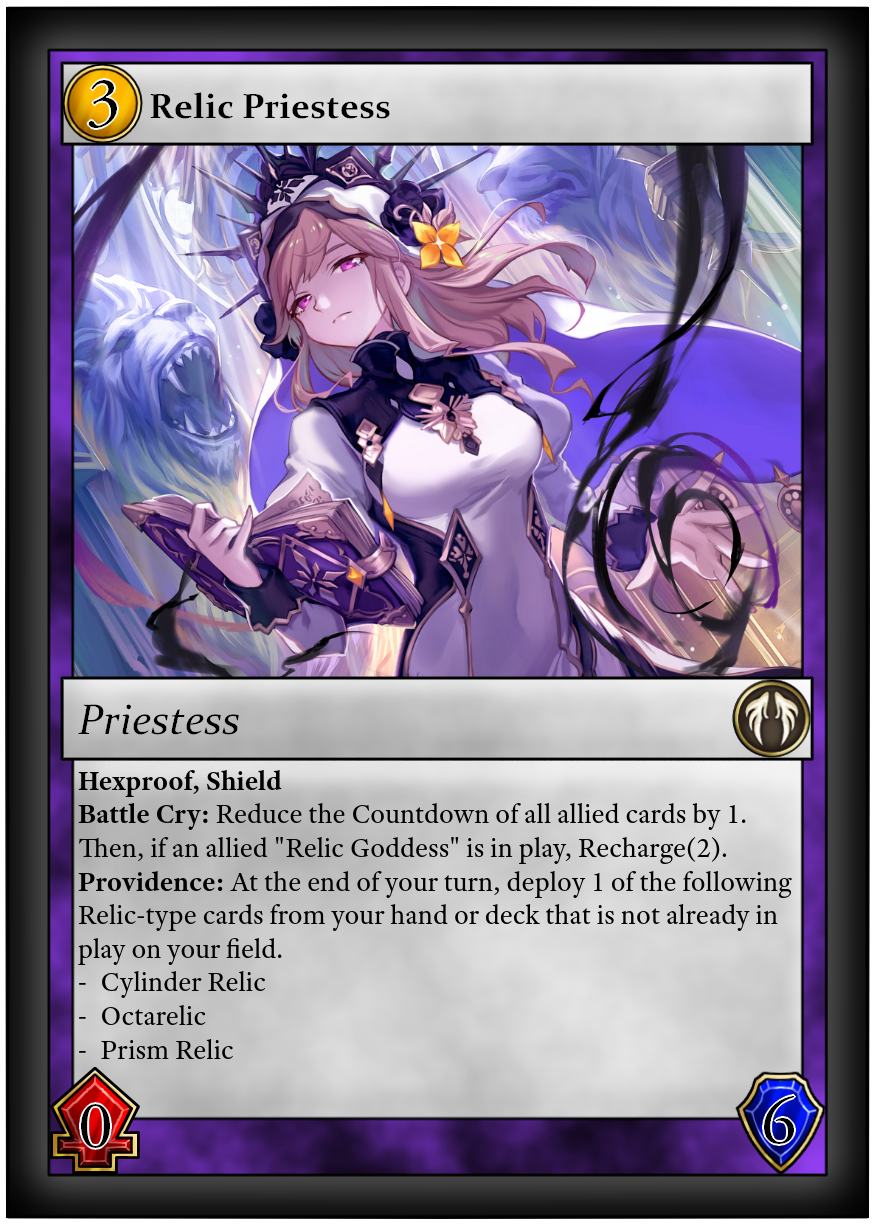 3
Relic Priestess
Priestess
Hexproof, Shield
Battle Cry: Reduce the Countdown of all allied cards by 1.
Then, if an allied "Relic Goddess" is in play, Recharge(2).
Providence: At the end of your turn, deploy 1 of the following
Relic-type cards from your hand or deck that is not already in
play on your field.
- Cylinder Relic
- Octarelic
- Prism Relic
0
6